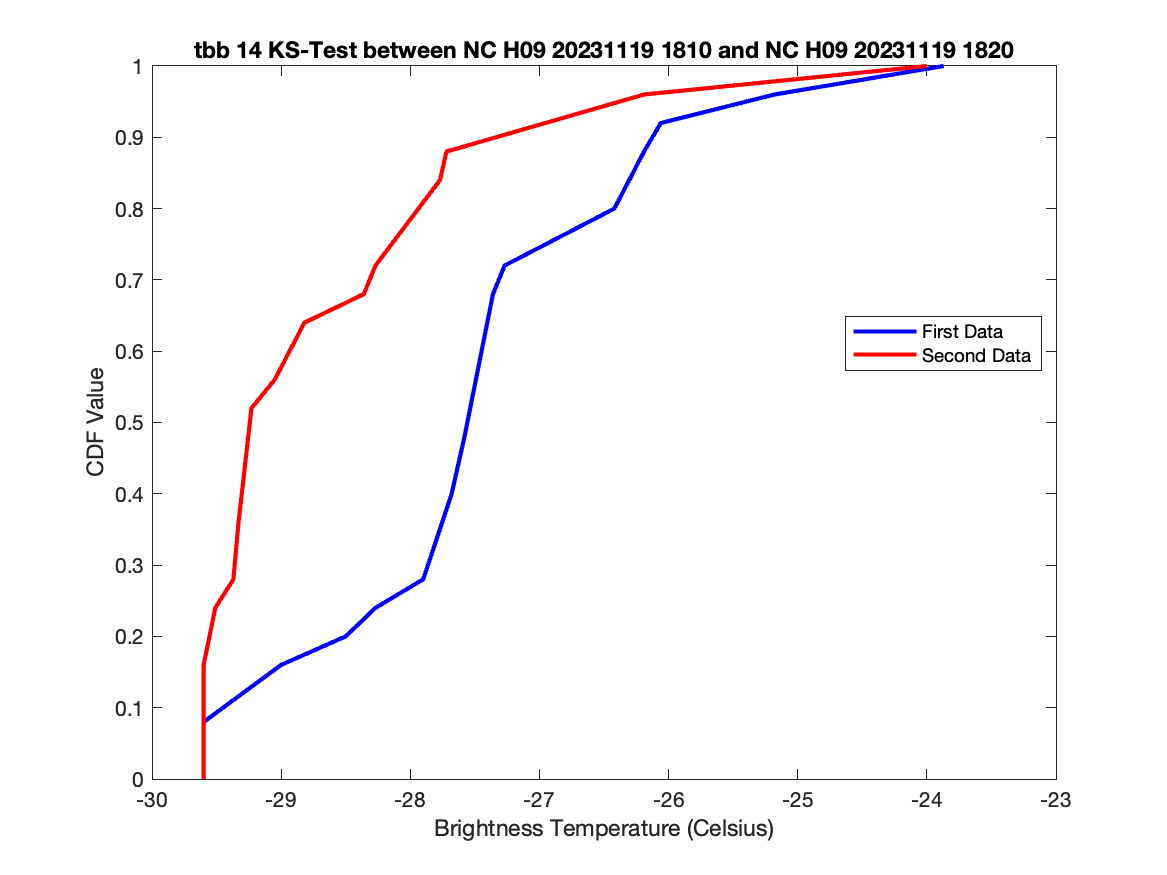 tbb 14 KS-Test between NC H09 20231119 1810 and NC H09 20231119 1820
1
0.9
0.8
0.7
0.6
0.5
0.4
0.3
0.2
0.1
0
CDF Value
First Data
Second Data
-30 -29 -28 -27 -26 -25 -24 -23
Brightness Temperature (Celsius)